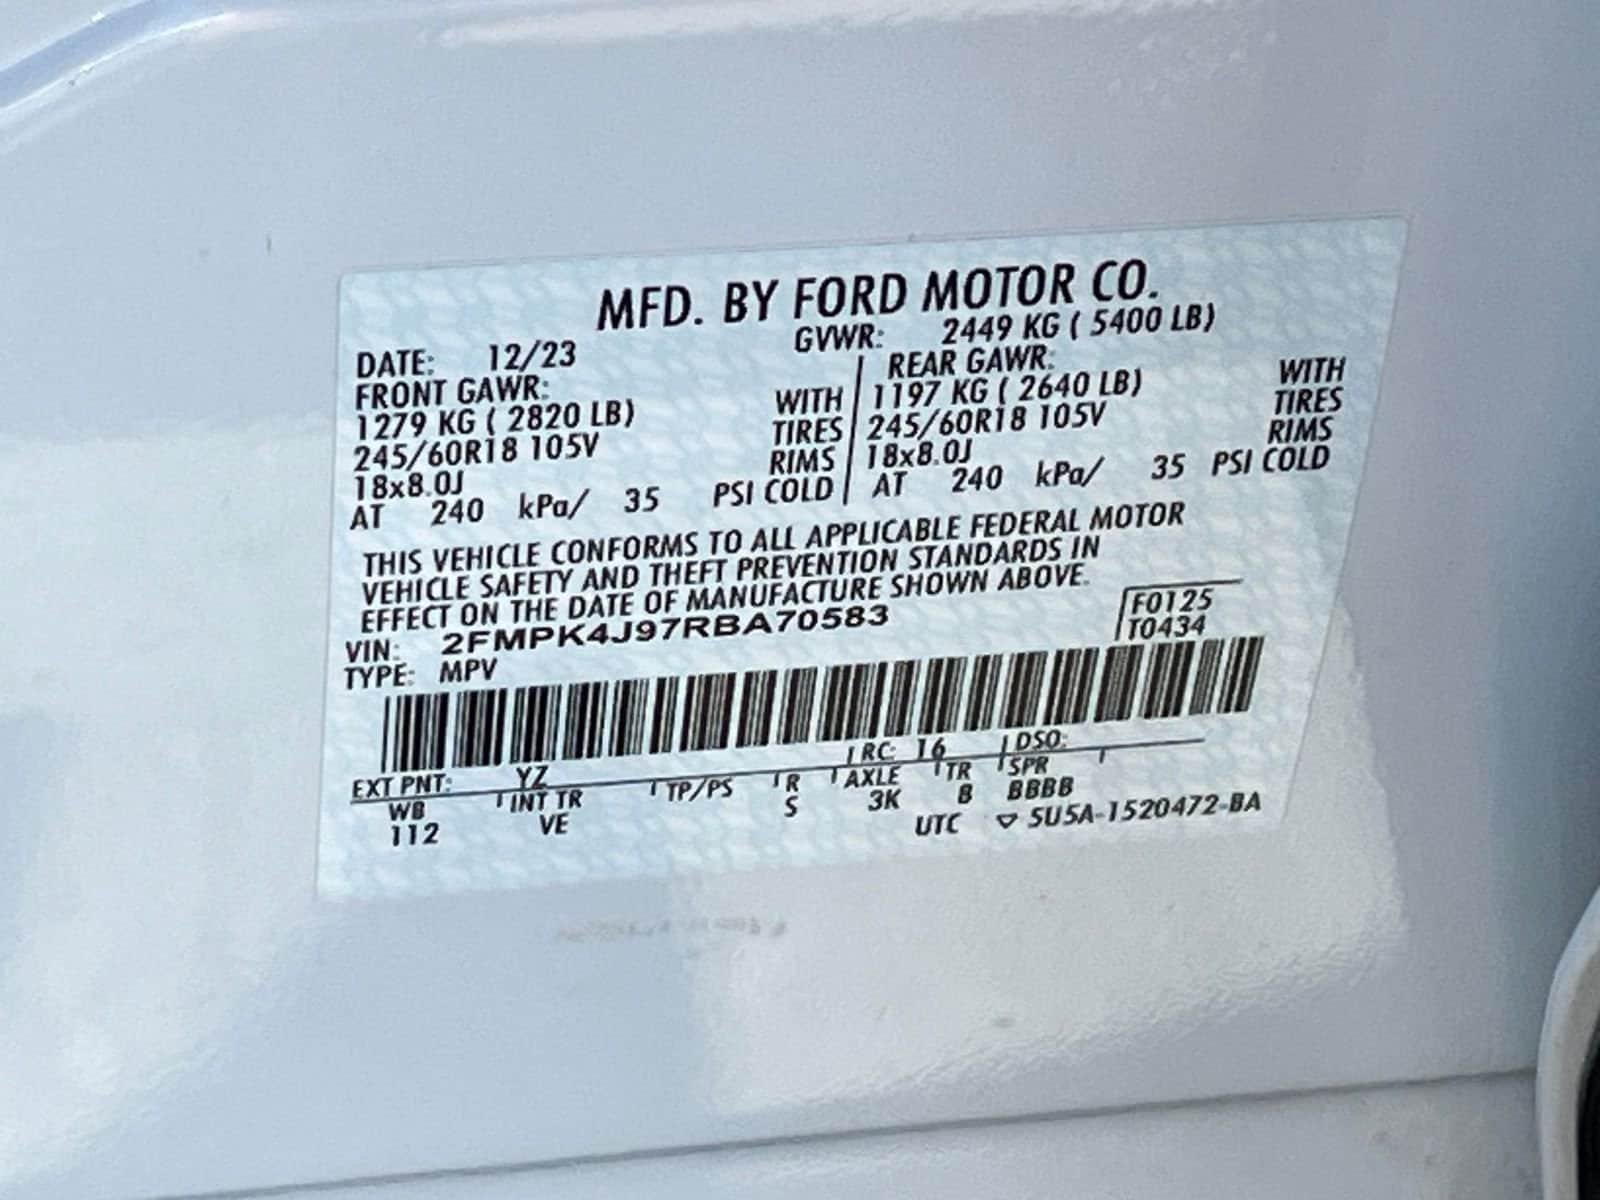 MFD. BY FORD MOTOR CO.
DATE: 12/23 GVWR: 2449 KG ( 5400 LB)
FRONT GAWR: REAR GAWR:
1279 KG ( 2820 LB) WITH 1197 KG ( 2640 LB) WITH
245/60R18 105V TIRES 245/60R18 105V TIRES
18x8.0J RIMS 18x8.0J RIMS
AT 240 kPa/ 35 PSI COLD AT 240 kPa/ 35 PSI COLD
THIS VEHICLE CONFORMS TO ALL APPLICABLE FEDERAL MOTOR
VEHICLE SAFETY AND THEFT PREVENTION STANDARDS IN
EFFECT ON THE DATE OF MANUFACTURE SHOWN ABOVE.
VIN: 2FMPK4J97RBA70583 F0125
TYPE: MPV T0434
EXT PNT: YZ RC: 16 DSO:
WB INT TR TP/PS R AXLE TR SPR
112 VE S 3K B BBBB
UTC ▽ 5U5A-1520472-BA